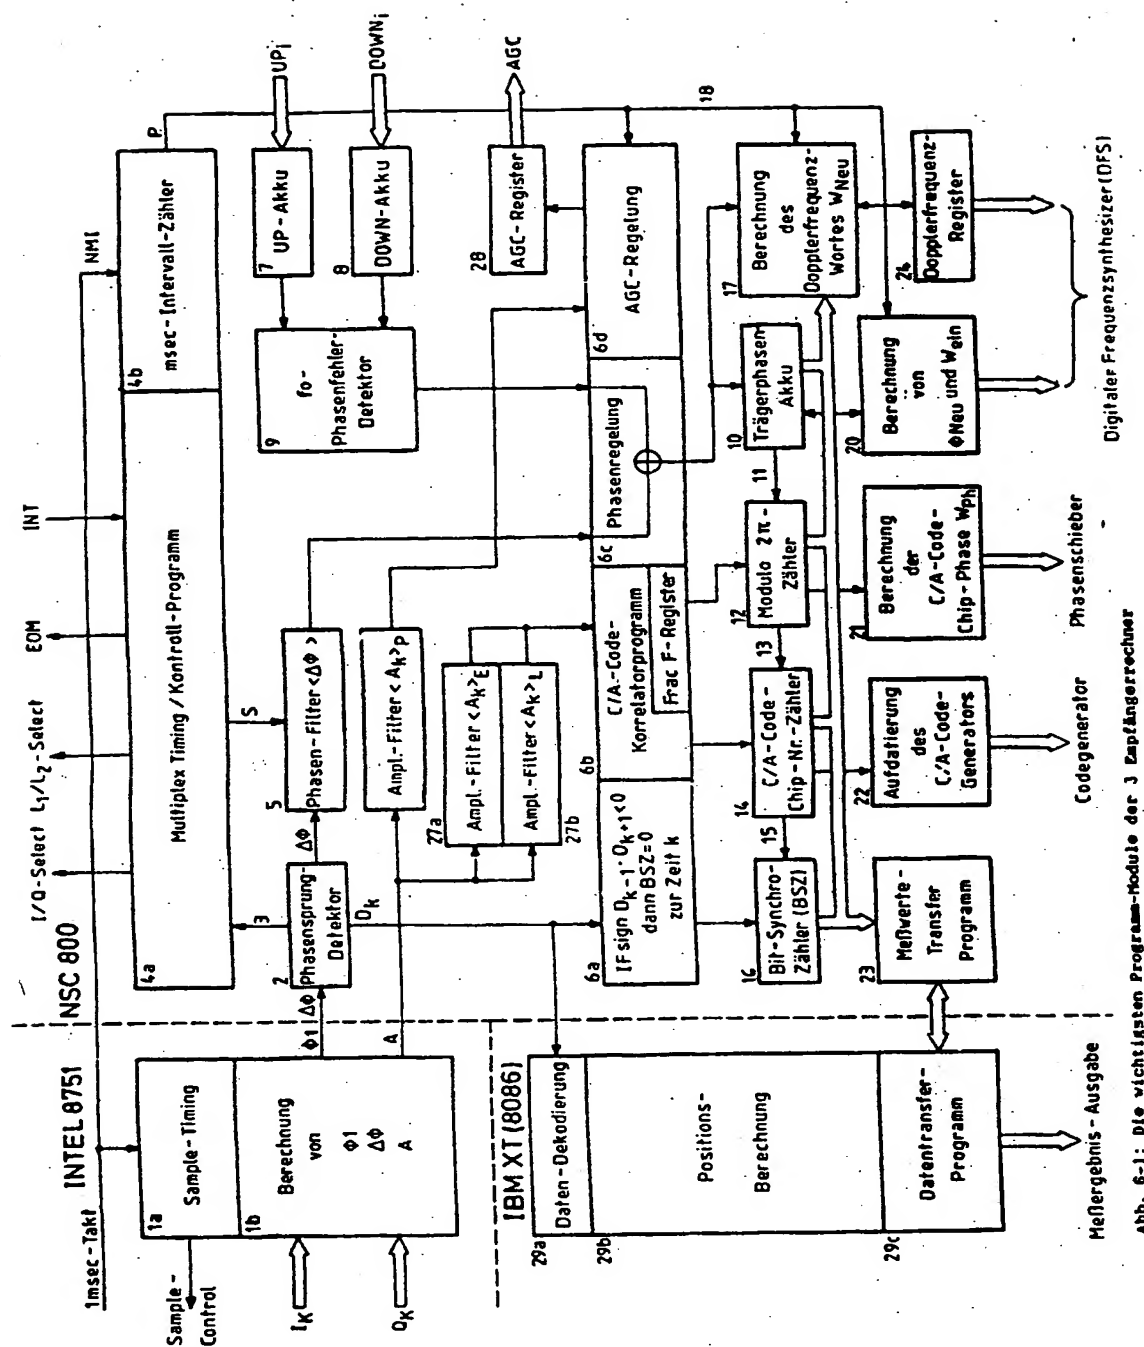 1msec-Takt
Sample-
Control
I_K
Q_K
INTEL 8751
1a
Sample-Timing
1b
Berechnung
von
Φ1
ΔΦ
A
Φ1
ΔΦ
A
NSC 800
I/Q-Select
L₁/L₂-Select
EOM
INT
NMI
4a
Multiplex Timing / Kontroll-Programm
4b
msec-Intervall-Zähler
P
3
2
Phasensprung-
Detektor
D_k
ΔΦ
5
Phasen-Filter <ΔΦ>
S
Ampl.-Filter <A_k>_P
27a
Ampl.-Filter <A_k>_E
Ampl.-Filter <A_k>_L
27b
9
fo-
Phasenfehler-
Detektor
7
UP-Akku
UP_i
8
DOWN-Akku
DOWN_i
28
AGC-Register
AGC
6a
IF sign D_k-1 · D_k+1 <0
dann BSZ=0
zur Zeit k
6b
C/A-Code-
Korrelatorprogramm
Frac F-Register
6c
Phasenregelung
6d
AGC-Regelung
18
16
Bit-Synchro-
Zähler (BSZ)
15
14
C/A-Code-
Chip-Nr.-Zähler
13
12
Modulo 2π-
Zähler
11
10
Trägerphasen-
Akku
17
Berechnung
des
Dopplerfrequenz-
Wortes W_Neu
23
Meßwerte-
Transfer
Programm
22
Aufdatierung
des
C/A-Code-
Generators
21
Berechnung
der
C/A-Code-
Chip-Phase W_Ph
20
Berechnung
von
Φ_Neu und W_ein
24
Dopplerfrequenz-
Register
IBM XT (8086)
29a
Daten-Dekodierung
29b
Positions-
Berechnung
29c
Datentransfer-
Programm
Meßergebnis-Ausgabe
Codegenerator
Phasenschieber
Digitaler Frequenzsynthesizer (DFS)
Abb. 6-1: Die wichtigsten Programm-Module der 3 Empfängerrechner